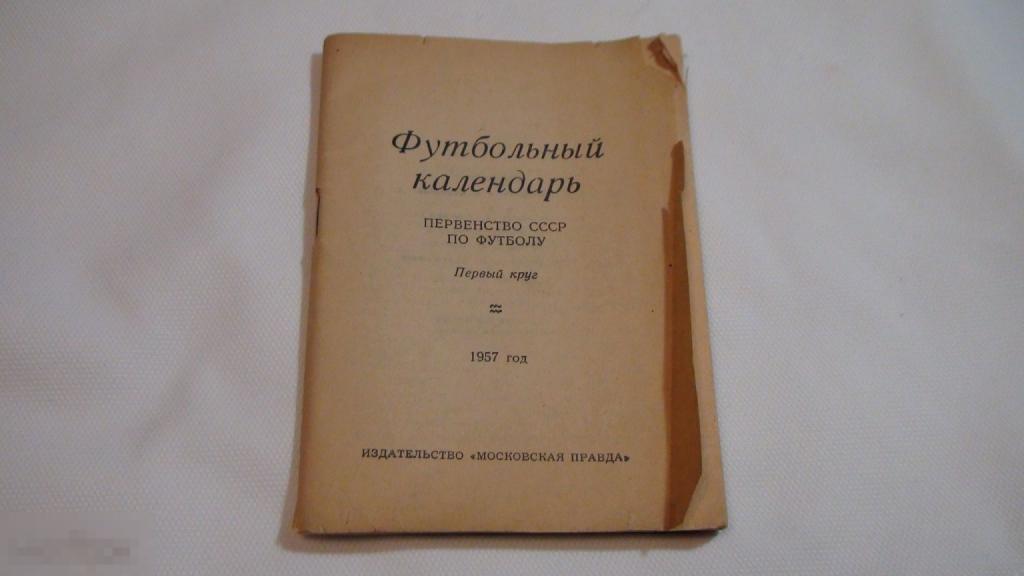 Футбольный
календарь
ПЕРВЕНСТВО СССР
ПО ФУТБОЛУ
Первый круг
1957 год
ИЗДАТЕЛЬСТВО «МОСКОВСКАЯ ПРАВДА»